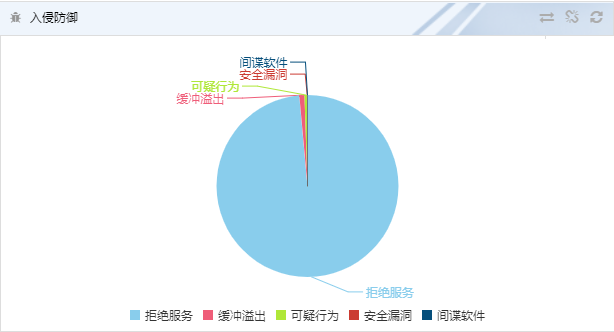 入侵防御
间谍软件
安全漏洞
可疑行为
缓冲溢出
拒绝服务
拒绝服务 缓冲溢出 可疑行为 安全漏洞 间谍软件